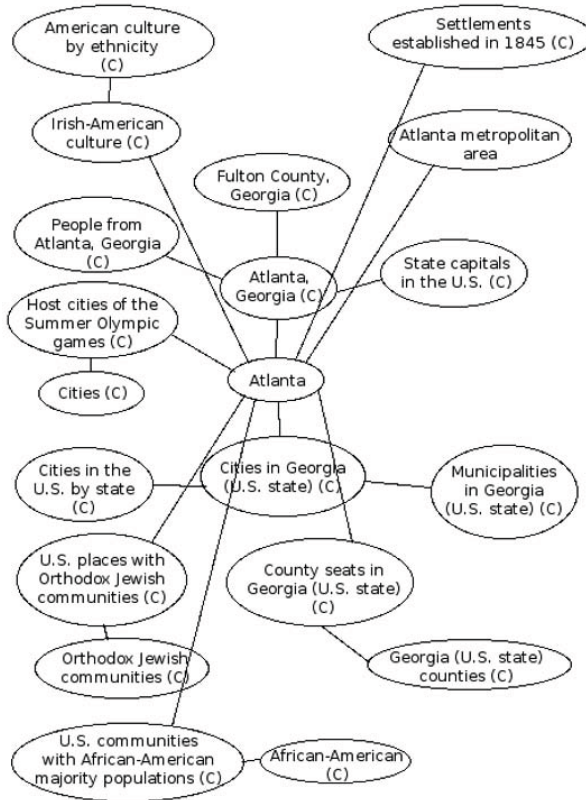 American culture
by ethnicity
(C)
Settlements
established in 1845 (C)
Irish-American
culture (C)
Atlanta metropolitan
area
Fulton County,
Georgia (C)
People from
Atlanta, Georgia
(C)
Atlanta,
Georgia (C)
State capitals
in the U.S. (C)
Host cities of the
Summer Olympic
games (C)
Atlanta
Cities (C)
Cities in the
U.S. by state
(C)
Cities in Georgia
(U.S. state) (C)
Municipalities
in Georgia
(U.S. state) (C)
U.S. places with
Orthodox Jewish
communities (C)
County seats in
Georgia (U.S. state)
(C)
Orthodox Jewish
communities (C)
Georgia (U.S. state)
counties (C)
U.S. communities
with African-American
majority populations (C)
African-American
(C)